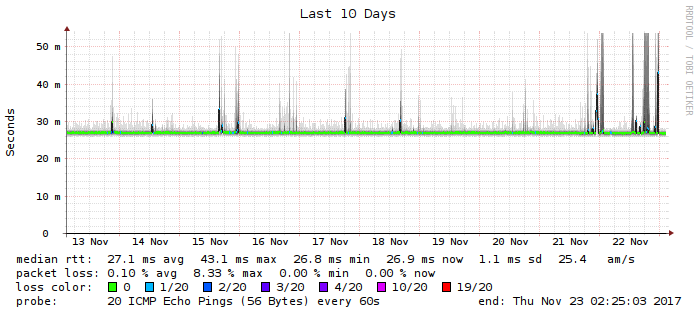 Last 10 Days
RRDTOOL / TOBI OETIKER
Seconds
50 m
40 m
30 m
20 m
10 m
0
13 Nov 14 Nov 15 Nov 16 Nov 17 Nov 18 Nov 19 Nov 20 Nov 21 Nov 22 Nov
median rtt: 27.1 ms avg 43.1 ms max 26.8 ms min 26.9 ms now 1.1 ms sd 25.4 am/s
packet loss: 0.10 % avg 8.33 % max 0.00 % min 0.00 % now
loss color: 0 1/20 2/20 3/20 4/20 10/20 19/20
probe: 20 ICMP Echo Pings (56 Bytes) every 60s end: Thu Nov 23 02:25:03 2017